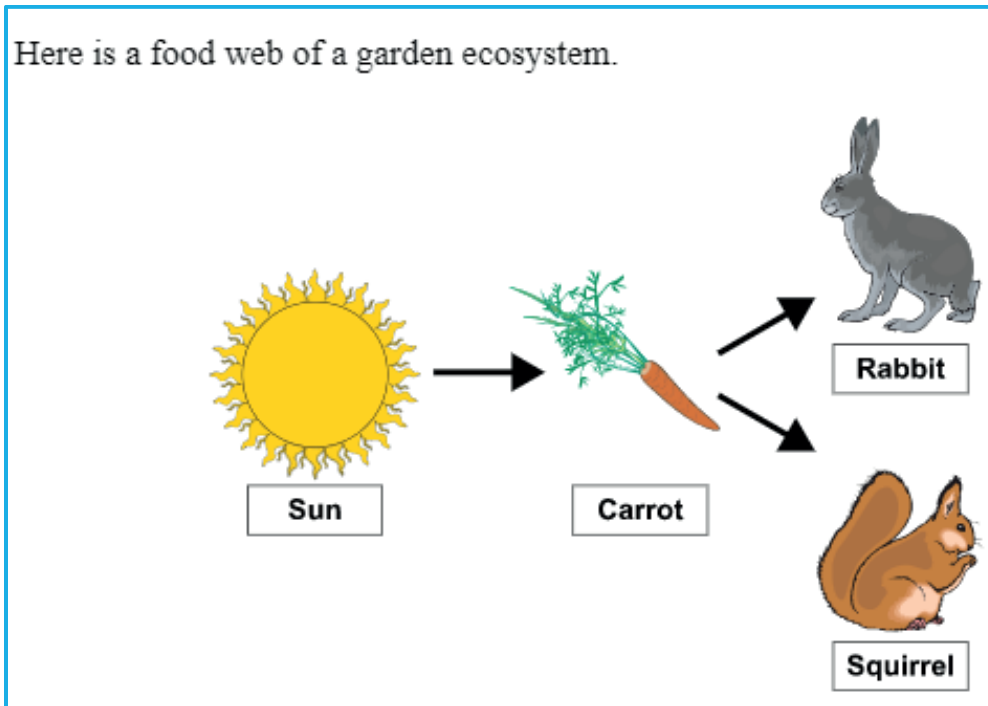 Here is a food web of a garden ecosystem.
Rabbit
Sun
Carrot
Squirrel